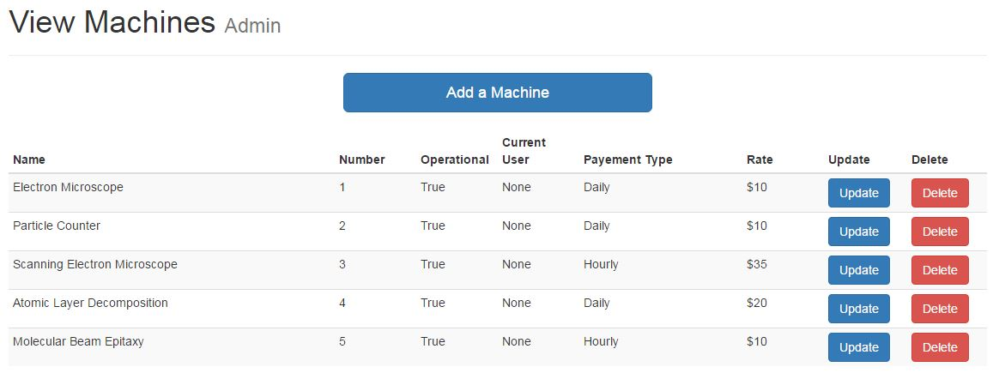 View Machines Admin
Add a Machine
Name Number Operational Current User Payement Type Rate Update Delete
Electron Microscope 1 True None Daily $10 Update Delete
Particle Counter 2 True None Daily $10 Update Delete
Scanning Electron Microscope 3 True None Hourly $35 Update Delete
Atomic Layer Decomposition 4 True None Daily $20 Update Delete
Molecular Beam Epitaxy 5 True None Hourly $10 Update Delete